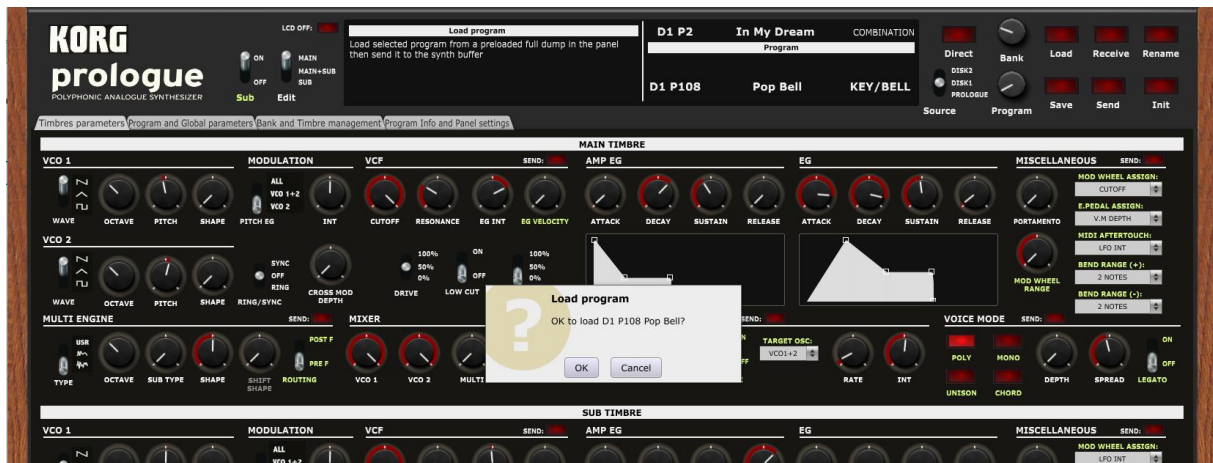 KORG
prologue
POLYPHONIC ANALOGUE SYNTHESIZER
LCD OFF:
ON
OFF
Sub
MAIN
MAIN+SUB
SUB
Edit
Load program
Load selected program from a preloaded full dump in the panel
then send it to the synth buffer
D1 P2 In My Dream COMBINATION
Program
D1 P108 Pop Bell KEY/BELL
Direct
DISK2
DISK1
PROLOGUE
Source
Bank
Program
Load Receive Rename
Save Send Init
Timbres parameters Program and Global parameters Bank and Timbre management Program Info and Panel settings
MAIN TIMBRE
VCO 1
WAVE OCTAVE PITCH SHAPE
MODULATION
ALL
VCO 1+2
VCO 2
PITCH EG INT
VCF SEND:
CUTOFF RESONANCE EG INT EG VELOCITY
AMP EG
ATTACK DECAY SUSTAIN RELEASE
EG
ATTACK DECAY SUSTAIN RELEASE
MISCELLANEOUS SEND:
PORTAMENTO
MOD WHEEL
RANGE
MOD WHEEL ASSIGN:
CUTOFF
E.PEDAL ASSIGN:
V.M DEPTH
MIDI AFTERTOUCH:
LFO INT
BEND RANGE (+):
2 NOTES
BEND RANGE (-):
2 NOTES
VCO 2
WAVE OCTAVE PITCH SHAPE
SYNC
OFF
RING
RING/SYNC
CROSS MOD
DEPTH
100%
50%
0%
DRIVE
ON
OFF
LOW CUT
100%
50%
0%
Load program
OK to load D1 P108 Pop Bell?
OK Cancel
MULTI ENGINE SEND:
USR
TYPE OCTAVE SUB TYPE SHAPE
SHIFT
SHAPE
POST F
PRE F
ROUTING
MIXER
VCO 1 VCO 2 MULTI
SEND:
TARGET OSC:
VCO1+2
RATE INT
VOICE MODE SEND:
POLY MONO
UNISON CHORD
DEPTH SPREAD
ON
OFF
LEGATO
SUB TIMBRE
VCO 1
MODULATION
ALL
VCO 1+2
VCF SEND:
AMP EG
EG
MISCELLANEOUS SEND:
MOD WHEEL ASSIGN:
LFO INT